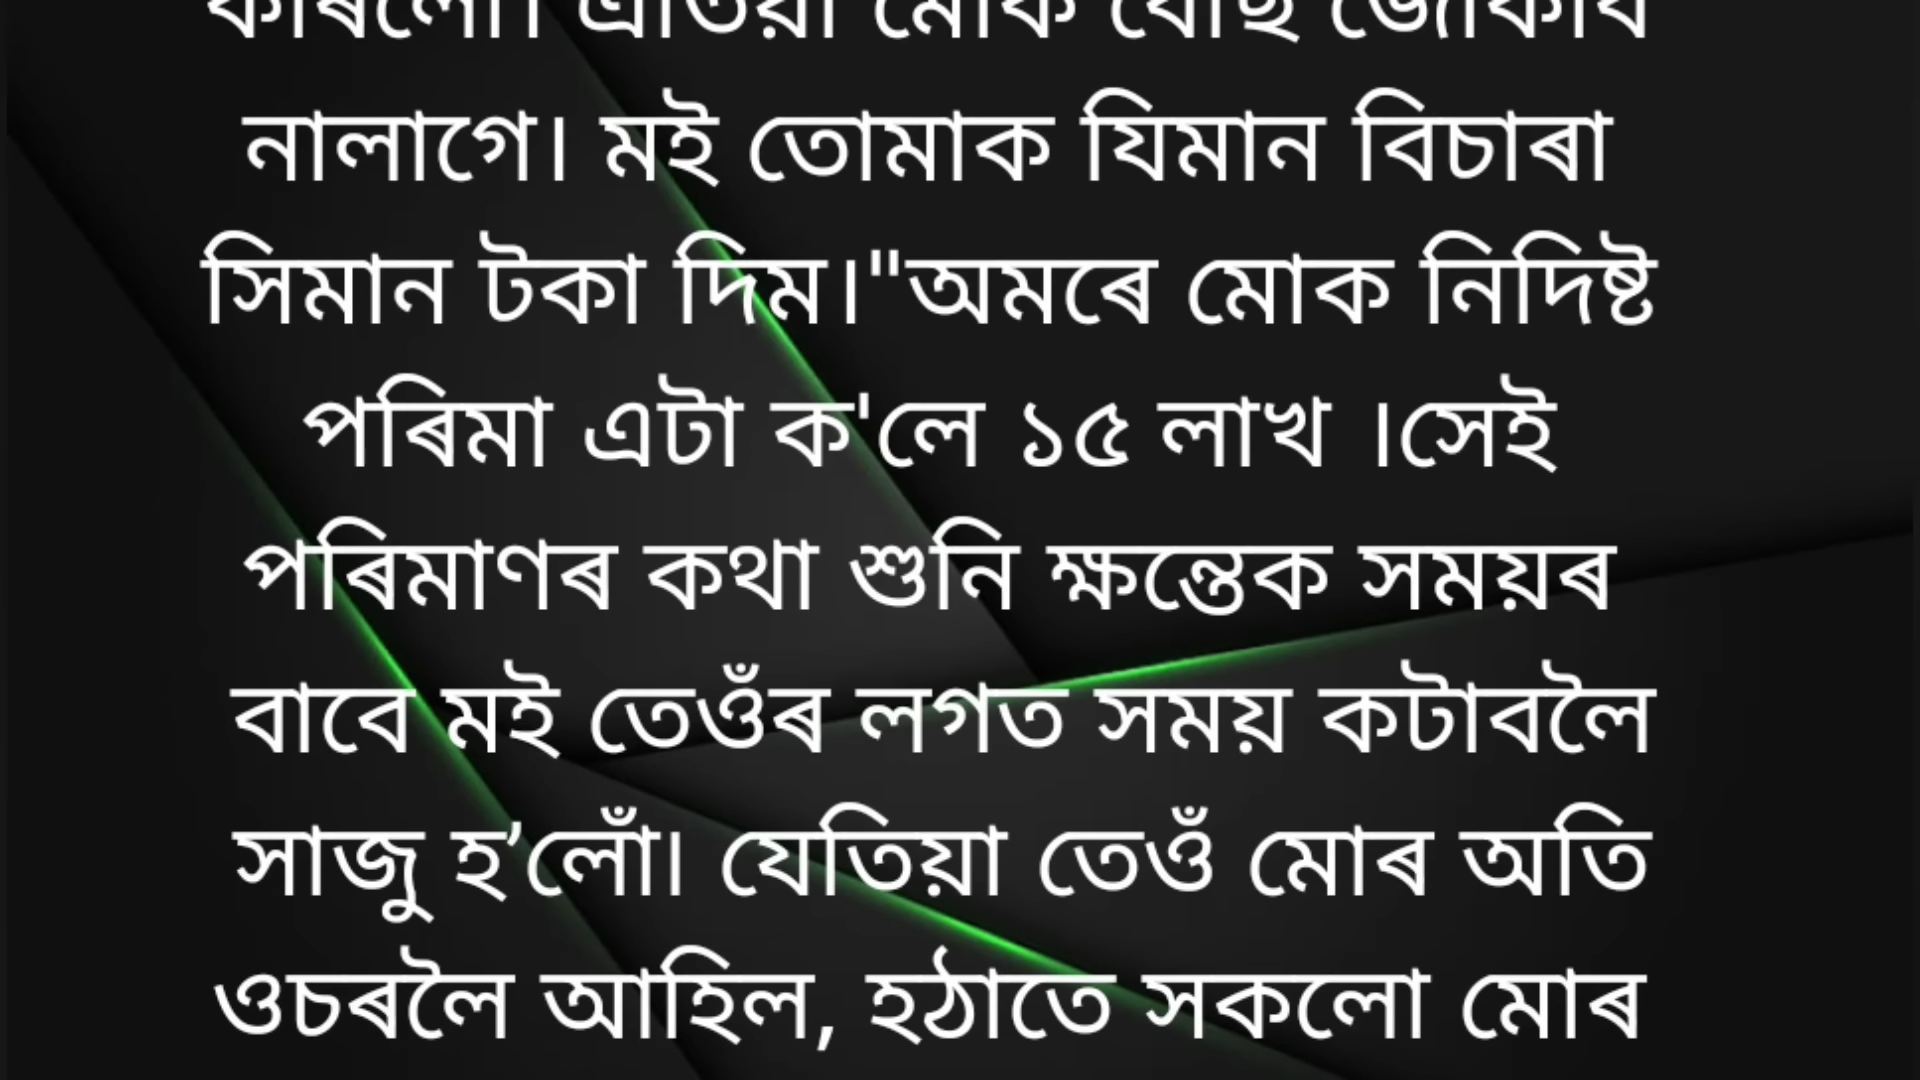 নালাগে। মই তোমাক যিমান বিচাৰা
সিমান টকা দিম।"অমৰে মোক নিদিষ্ট
পৰিমা এটা ক'লে ১৫ লাখ ।সেই
পৰিমাণৰ কথা শুনি ক্ষন্তেক সময়ৰ
বাবে মই তেওঁৰ লগত সময় কটাবলৈ
সাজু হ’লোঁ। যেতিয়া তেওঁ মোৰ অতি
ওচৰলৈ আহিল, হঠাতে সকলো মোৰ